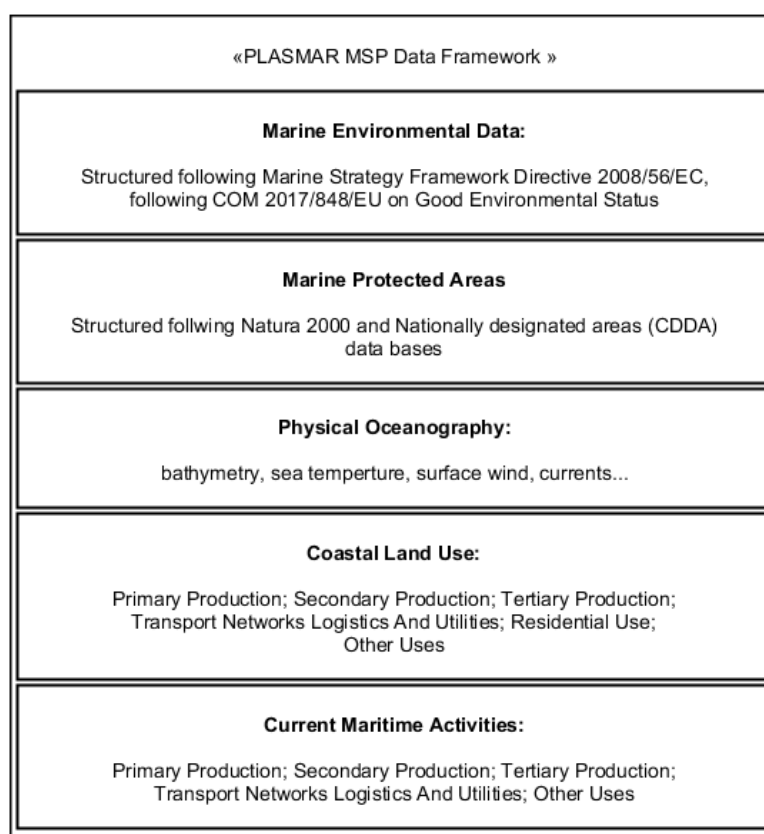 «PLASMAR MSP Data Framework »
Marine Environmental Data:
Structured following Marine Strategy Framework Directive 2008/56/EC,
following COM 2017/848/EU on Good Environmental Status
Marine Protected Areas
Structured follwing Natura 2000 and Nationally designated areas (CDDA)
data bases
Physical Oceanography:
bathymetry, sea temperture, surface wind, currents...
Coastal Land Use:
Primary Production; Secondary Production; Tertiary Production;
Transport Networks Logistics And Utilities; Residential Use;
Other Uses
Current Maritime Activities:
Primary Production; Secondary Production; Tertiary Production;
Transport Networks Logistics And Utilities; Other Uses